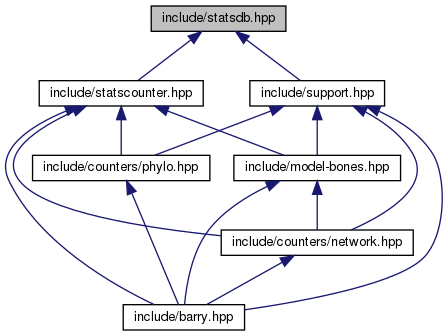 include/statsdb.hpp
include/statscounter.hpp
include/support.hpp
include/counters/phylo.hpp
include/model-bones.hpp
include/counters/network.hpp
include/barry.hpp